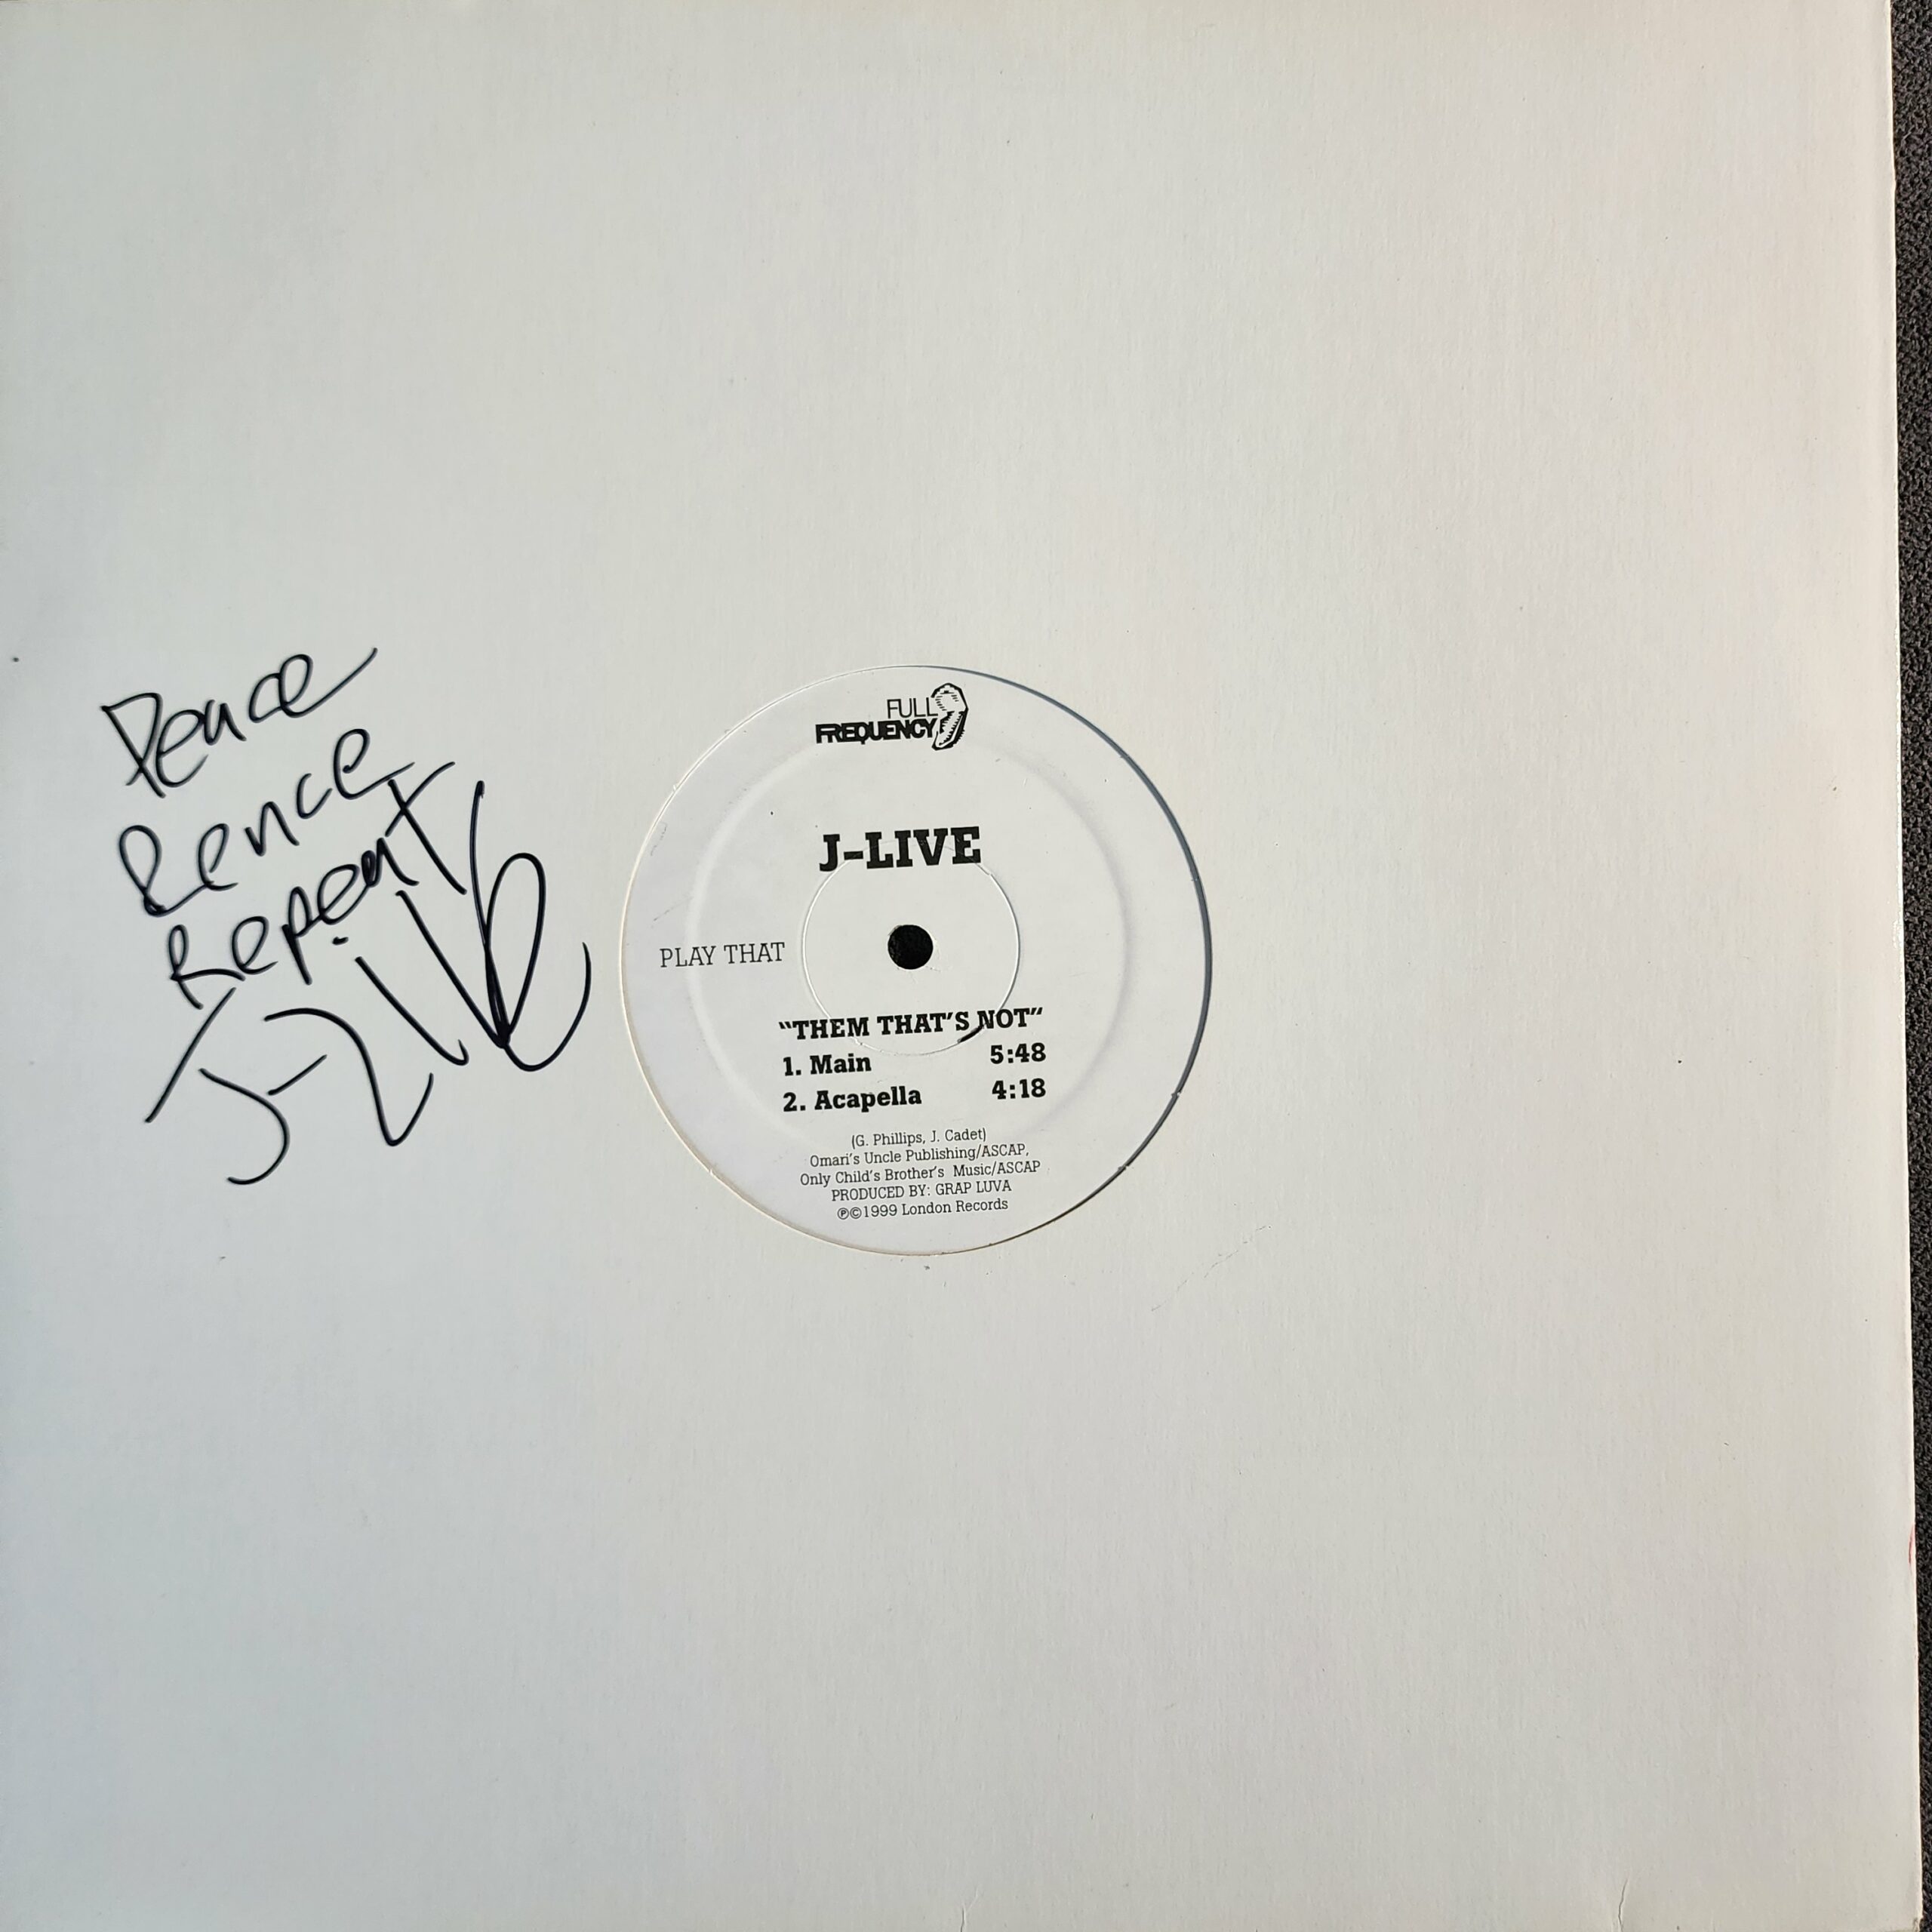 Peace
Peace
Repeat
J-Live
FULL
FREQUENCY
J-LIVE
PLAY THAT
"THEM THAT'S NOT"
1. Main 5:48
2. Acapella 4:18
(G. Phillips, J. Cadet)
Omari's Uncle Publishing/ASCAP,
Only Child's Brother's Music/ASCAP
PRODUCED BY: GRAP LUVA
℗©1999 London Records